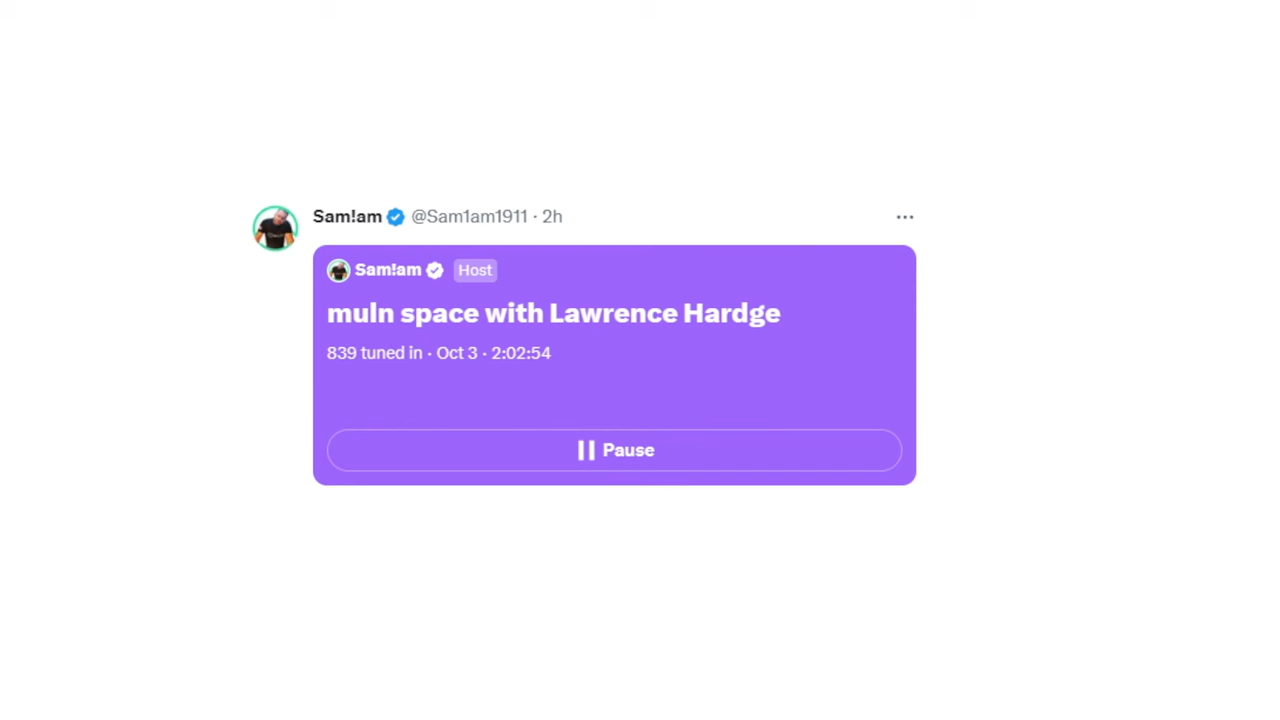 Sam!am @Sam1am1911 · 2h
Sam!am Host
muln space with Lawrence Hardge
839 tuned in · Oct 3 · 2:02:54
Pause